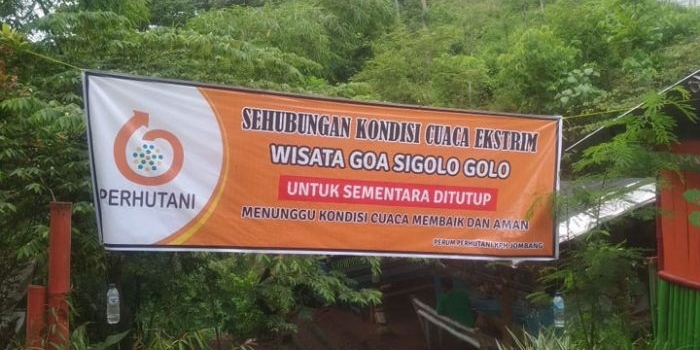 PERHUTANI
SEHUBUNGAN KONDISI CUACA EKSTRIM
WISATA GOA SIGOLO GOLO
UNTUK SEMENTARA DITUTUP
MENUNGGU KONDISI CUACA MEMBAIK DAN AMAN
PERUM PERHUTANI KPH JOMBANG